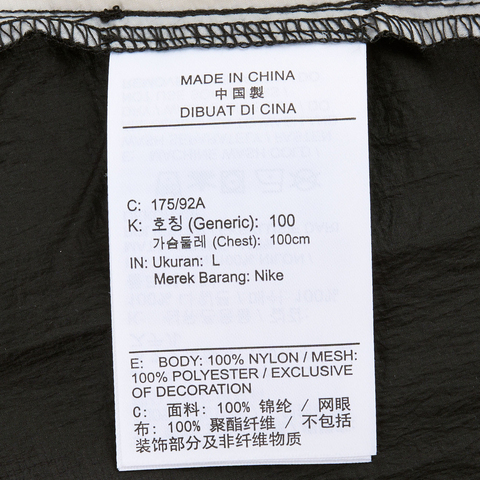 MADE IN CHINA
中国製
DIBUAT DI CINA
C: 175/92A
K: 호칭 (Generic): 100
가슴둘레 (Chest): 100cm
IN: Ukuran: L
Merek Barang: Nike
E: BODY: 100% NYLON / MESH:
100% POLYESTER / EXCLUSIVE
OF DECORATION
C: 面料: 100% 锦纶 / 网眼
布: 100% 聚酯纤维 / 不包括
装饰部分及非纤维物质